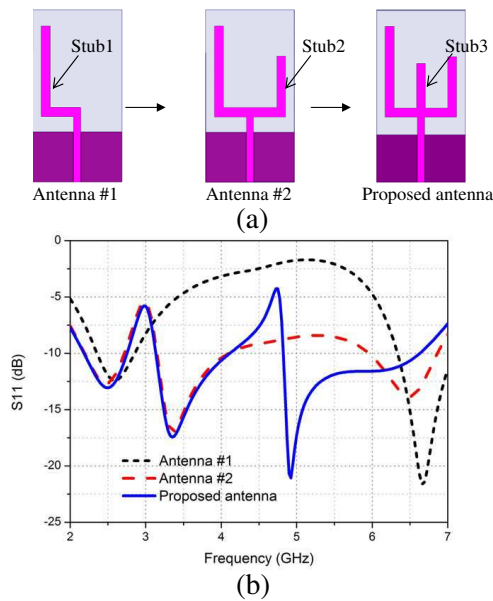 (a)
Stub1
Stub2
Stub3
Antenna #1
Antenna #2
Proposed antenna
(a)
0
-5
-10
-15
-20
-25
S11 (dB)
Antenna #1
Antenna #2
Proposed antenna
2
3
4
5
6
7
Frequency (GHz)
(b)